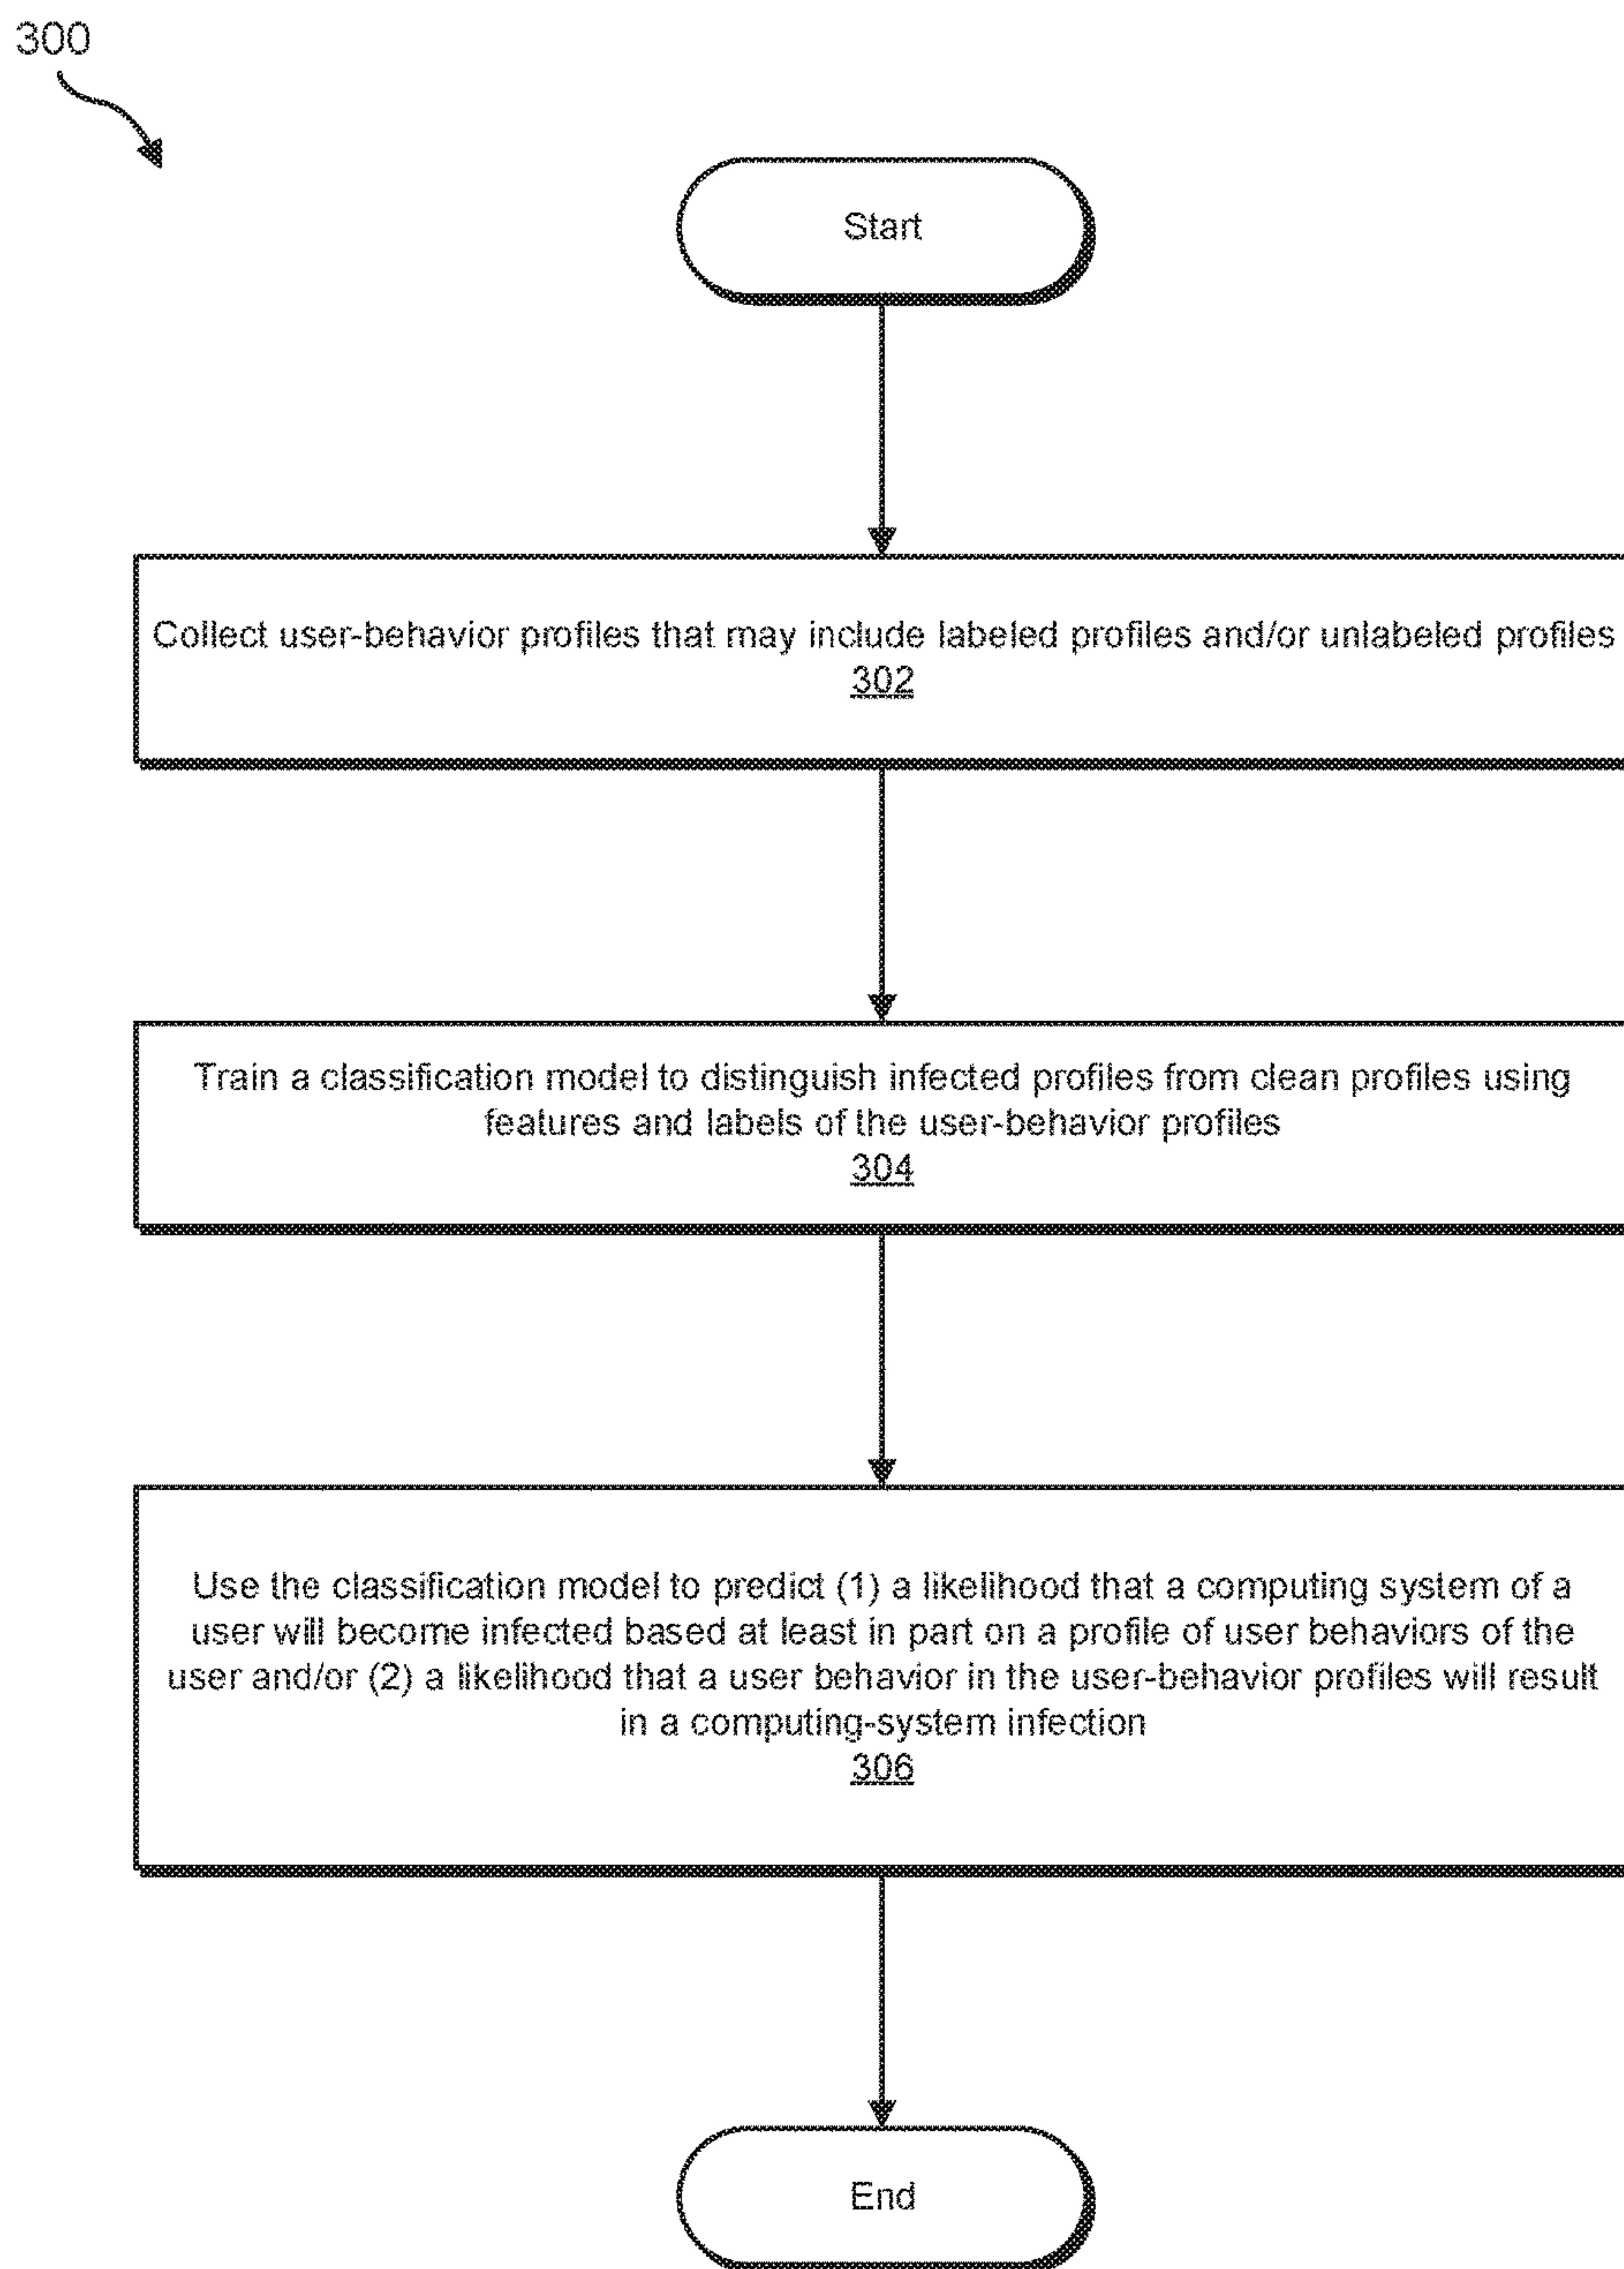 300
Start
Collect user-behavior profiles that may include labeled profiles and/or unlabeled profiles
302
Train a classification model to distinguish infected profiles from clean profiles using
features and labels of the user-behavior profiles
304
Use the classification model to predict (1) a likelihood that a computing system of a
user will become infected based at least in part on a profile of user behaviors of the
user and/or (2) a likelihood that a user behavior in the user-behavior profiles will result
in a computing-system infection
306
End